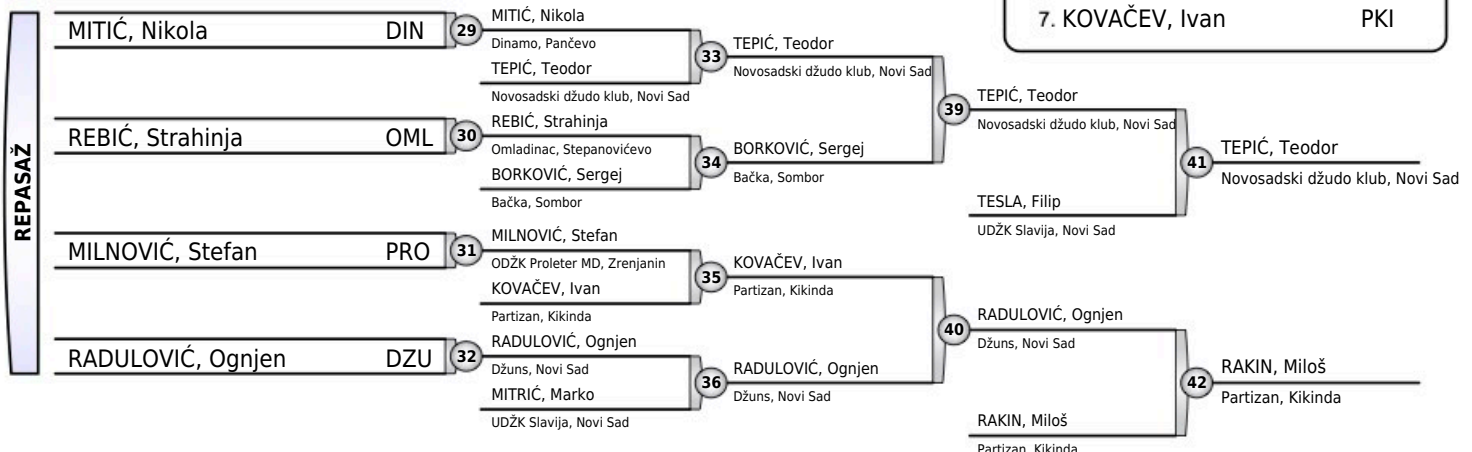 7. KOVAČEV, Ivan PKI
REPASAŽ
MITIĆ, Nikola DIN
REBIĆ, Strahinja OML
MILNOVIĆ, Stefan PRO
RADULOVIĆ, Ognjen DZU
29
MITIĆ, Nikola
Dinamo, Pančevo
TEPIĆ, Teodor
Novosadski džudo klub, Novi Sad
30
REBIĆ, Strahinja
Omladinac, Stepanovićevo
BORKOVIĆ, Sergej
Bačka, Sombor
31
MILNOVIĆ, Stefan
ODŽK Proleter MD, Zrenjanin
KOVAČEV, Ivan
Partizan, Kikinda
32
RADULOVIĆ, Ognjen
Džuns, Novi Sad
MITRIĆ, Marko
UDŽK Slavija, Novi Sad
33
TEPIĆ, Teodor
Novosadski džudo klub, Novi Sad
34
BORKOVIĆ, Sergej
Bačka, Sombor
35
KOVAČEV, Ivan
Partizan, Kikinda
36
RADULOVIĆ, Ognjen
Džuns, Novi Sad
39
TEPIĆ, Teodor
Novosadski džudo klub, Novi Sad
TESLA, Filip
UDŽK Slavija, Novi Sad
40
RADULOVIĆ, Ognjen
Džuns, Novi Sad
RAKIN, Miloš
Partizan, Kikinda
41
TEPIĆ, Teodor
Novosadski džudo klub, Novi Sad
42
RAKIN, Miloš
Partizan, Kikinda